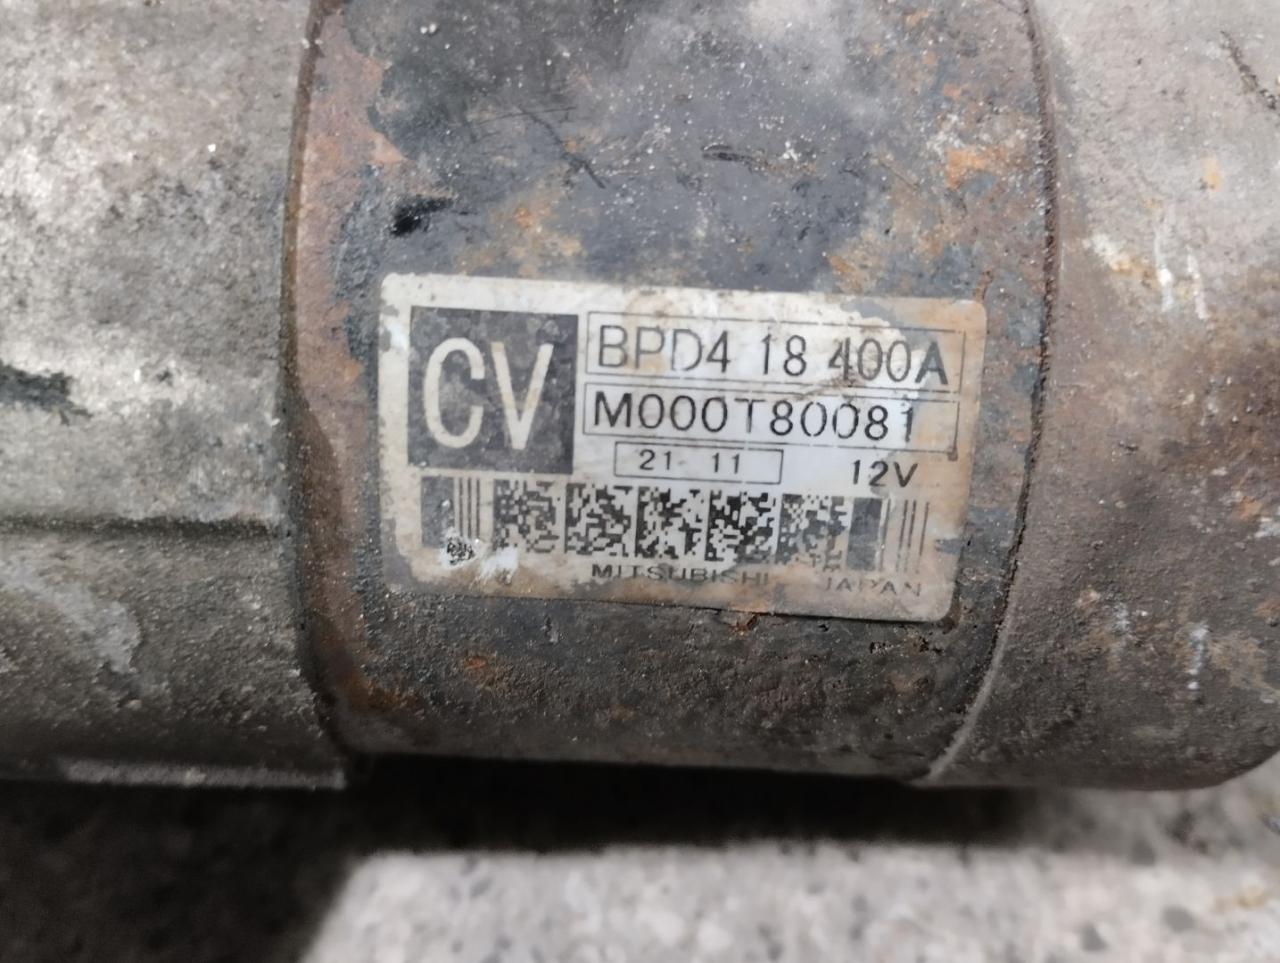 CV
BPD4 18 400A
M000T80081
21 11
12V
MITSUBISHI JAPAN